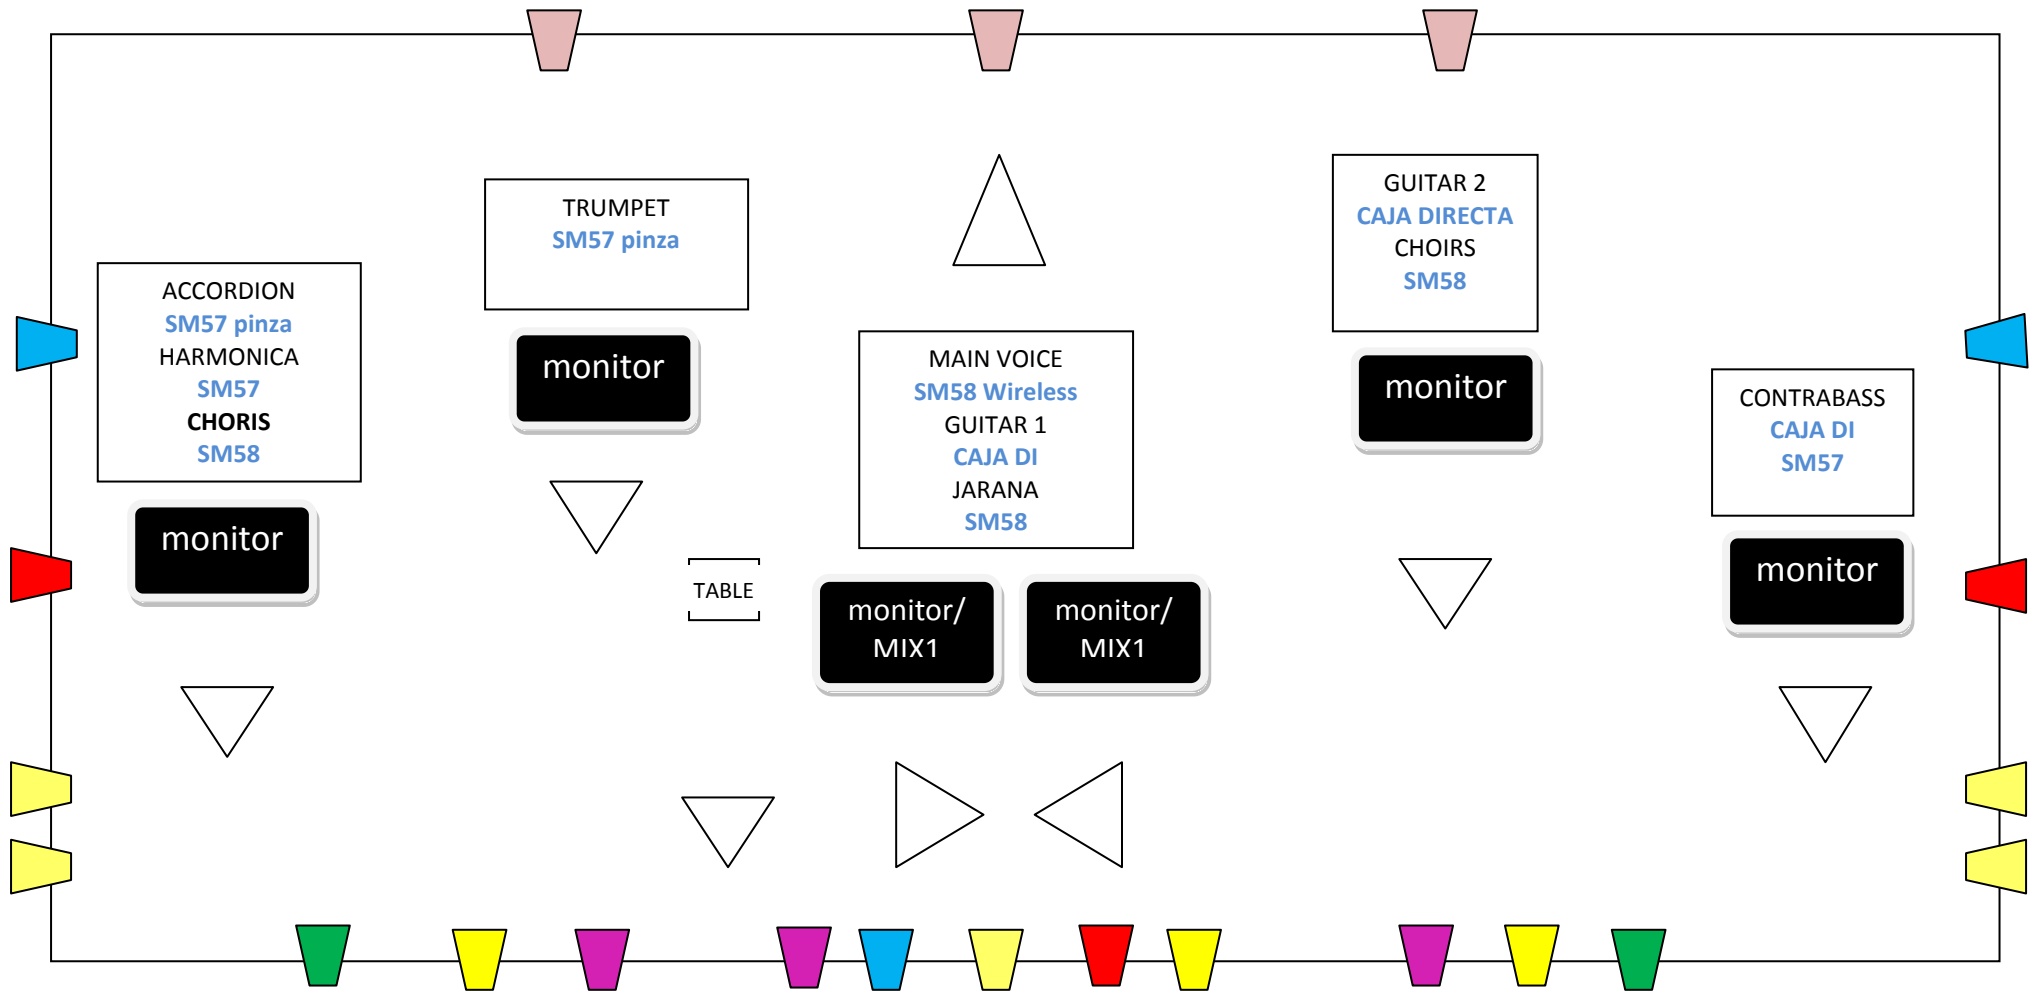 TRUMPET
SM57 pinza
GUITAR 2
CAJA DIRECTA
CHOIRS
SM58
ACCORDION
SM57 pinza
HARMONICA
SM57
CHORIS
SM58
monitor
monitor
MAIN VOICE
SM58 Wireless
GUITAR 1
CAJA DI
JARANA
SM58
monitor
CONTRABASS
CAJA DI
SM57
monitor
TABLE
monitor/
MIX1
monitor/
MIX1